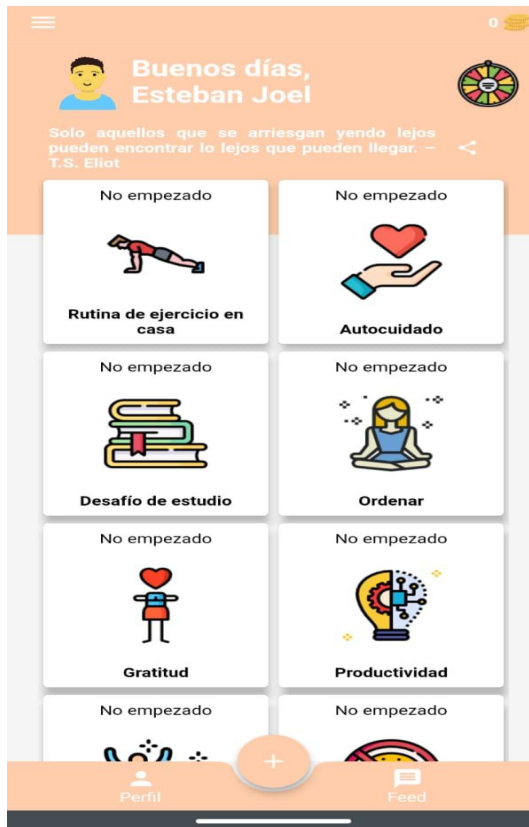 0
Buenos días,
Esteban Joel
Solo aquellos que se arriesgan yendo lejos
pueden encontrar lo lejos que pueden llegar. –
T.S. Eliot
No empezado
No empezado
Rutina de ejercicio en
casa
Autocuidado
No empezado
No empezado
Desafío de estudio
Ordenar
No empezado
No empezado
Gratitud
Productividad
No empezado
No empezado
+
Perfil
Feed